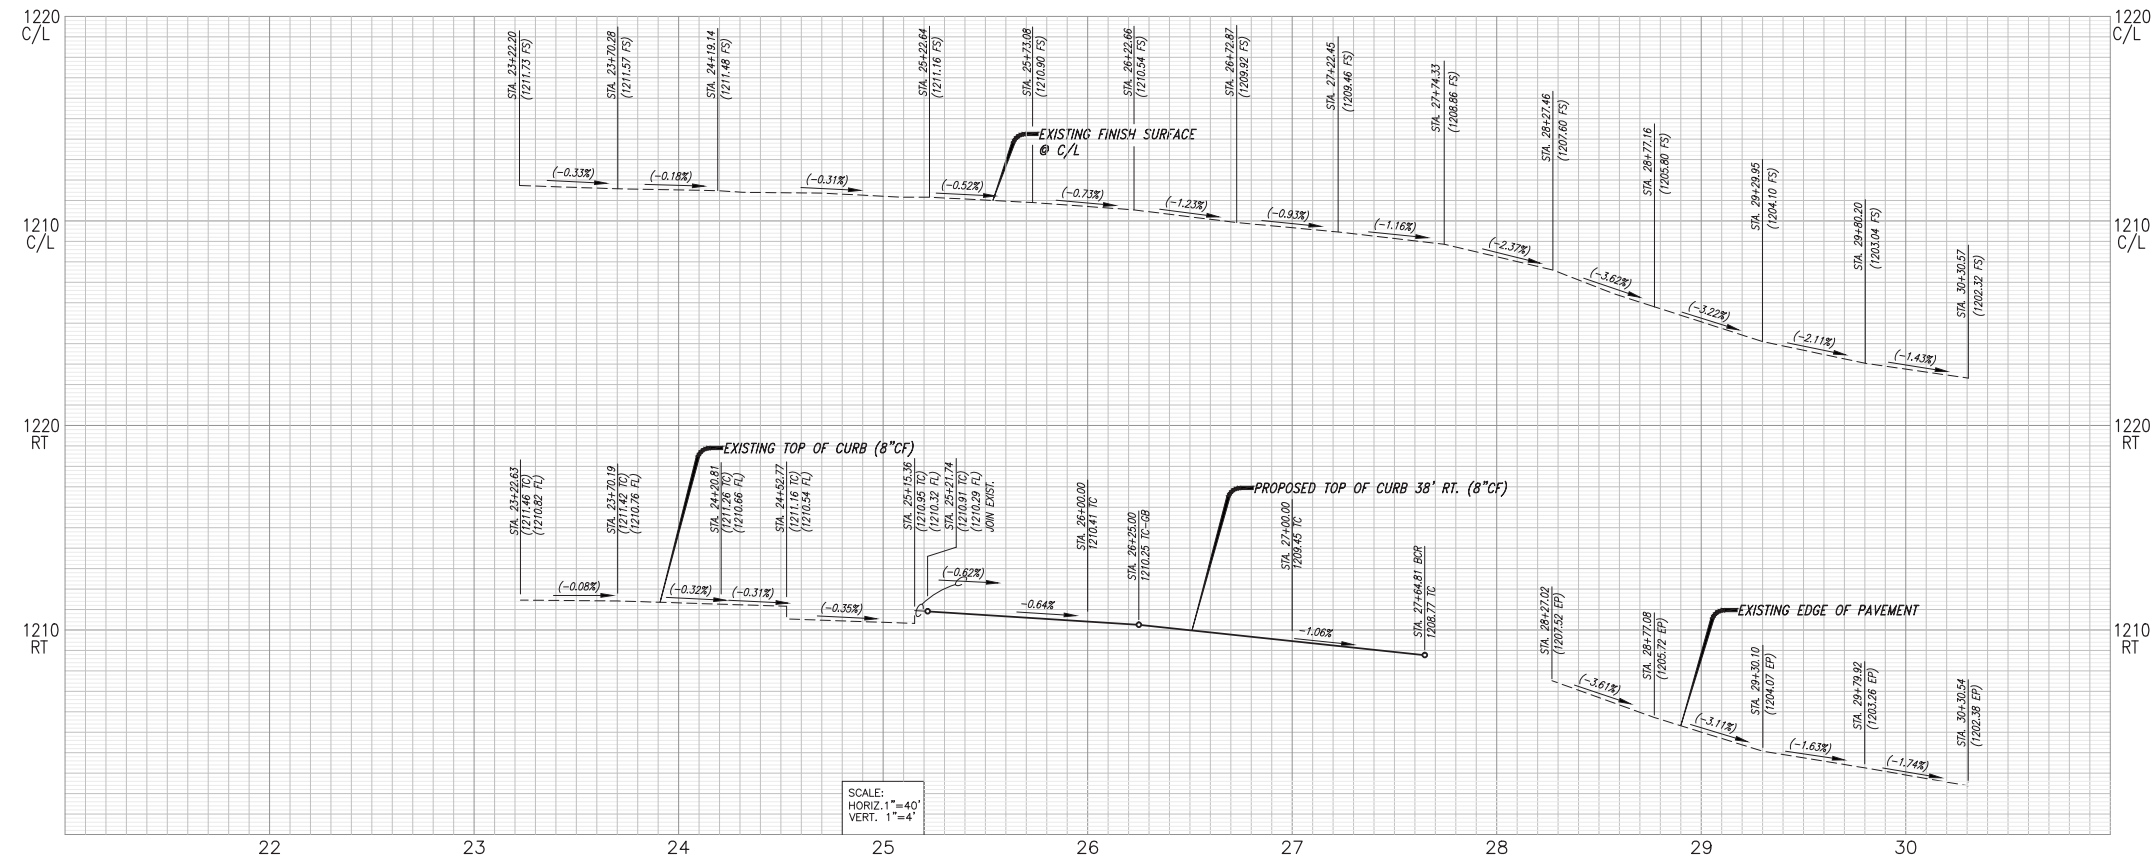 1220
C/L
1220
C/L
STA. 23+22.20
(1211.73 FS)
STA. 23+70.28
(1211.57 FS)
STA. 24+19.14
(1211.48 FS)
STA. 25+22.64
(1211.16 FS)
STA. 25+73.08
(1210.90 FS)
STA. 26+22.66
(1210.54 FS)
STA. 26+72.87
(1209.92 FS)
STA. 27+22.45
(1209.46 FS)
STA. 27+74.33
(1208.86 FS)
STA. 28+27.46
(1207.60 FS)
STA. 28+77.16
(1205.80 FS)
STA. 29+29.95
(1204.10 FS)
STA. 29+80.20
(1203.04 FS)
STA. 30+30.57
(1202.32 FS)
EXISTING FINISH SURFACE
@ C/L
(-0.33%)
(-0.18%)
(-0.31%)
(-0.52%)
(-0.73%)
(-1.23%)
(-0.93%)
(-1.16%)
(-2.37%)
(-3.62%)
(-3.22%)
(-2.11%)
(-1.43%)
1210
C/L
1210
C/L
1220
RT
1220
RT
EXISTING TOP OF CURB (8"CF)
PROPOSED TOP OF CURB 38' RT. (8"CF)
EXISTING EDGE OF PAVEMENT
STA. 23+22.63
(1211.46 TC)
(1210.82 FL)
STA. 23+70.19
(1211.42 TC)
(1210.76 FL)
STA. 24+20.81
(1211.26 TC)
(1210.66 FL)
STA. 24+52.77
(1211.16 TC)
(1210.54 FL)
STA. 25+15.36
(1210.95 TC)
(1210.32 FL)
STA. 25+21.74
(1210.91 TC)
(1210.29 FL)
JOIN EXIST.
STA. 26+00.00
1210.41 TC
STA. 26+25.00
1210.25 TC-GB
STA. 27+00.00
1209.45 TC
STA. 27+64.81 BCR
1208.77 TC
STA. 28+27.02
(1207.52 EP)
STA. 28+77.08
(1205.72 EP)
STA. 29+30.10
(1204.07 EP)
STA. 29+79.92
(1203.26 EP)
STA. 30+30.54
(1202.38 EP)
(-0.08%)
(-0.32%)
(-0.31%)
(-0.35%)
(-0.62%)
-0.64%
-1.06%
(-3.61%)
(-3.11%)
(-1.63%)
(-1.74%)
1210
RT
1210
RT
SCALE:
HORIZ.1"=40'
VERT. 1"=4'
22
23
24
25
26
27
28
29
30